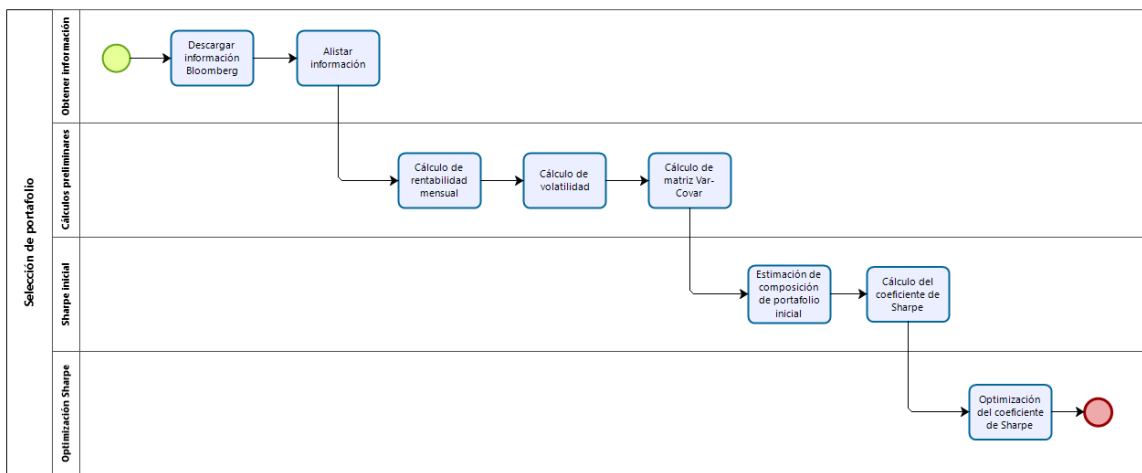 Selección de portafolio
Obtener información
Descargar
información
Bloomberg
Alistar
información
Cálculos preliminares
Cálculo de
rentabilidad
mensual
Cálculo de
volatilidad
Cálculo de
matriz Var-
Covar
Sharpe inicial
Estimación de
composición
de portafolio
inicial
Cálculo del
coeficiente de
Sharpe
Optimización Sharpe
Optimización
del coeficiente
de Sharpe